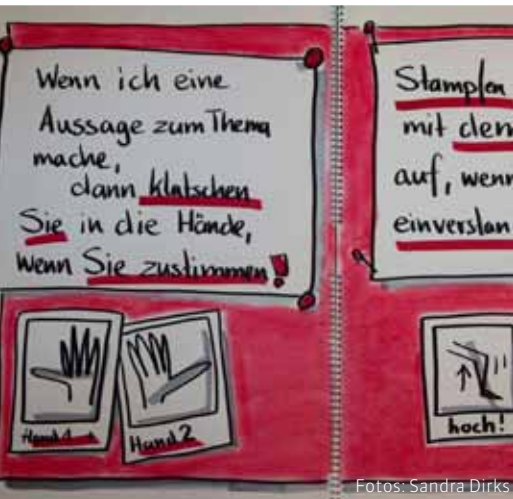 Wenn ich eine
Aussage zum Thema
mache,
dann klatschen
Sie in die Hände,
wenn Sie zustimmen!
Hand 1
Hand 2
Stampfen
mit dem
auf, wenn
einverstan
hoch!
Fotos: Sandra Dirks